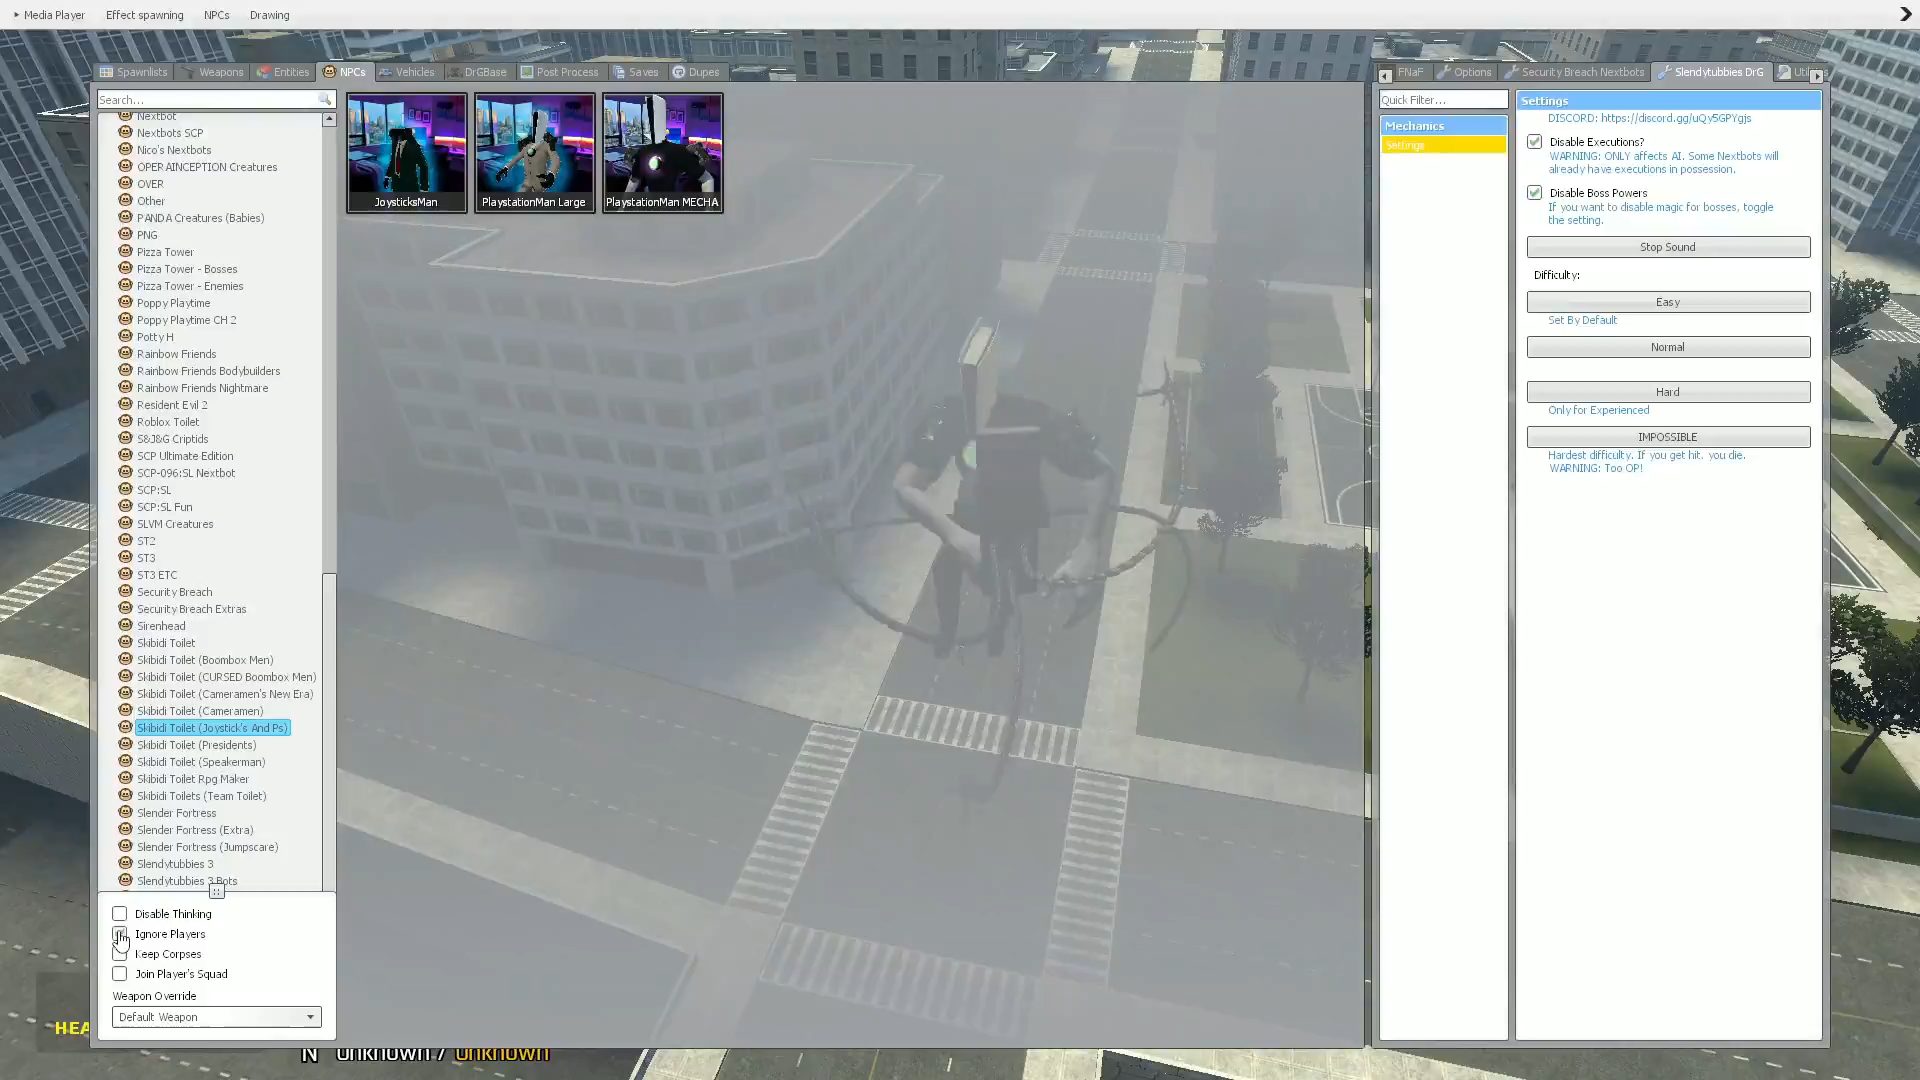 Media Player
Effect spawning
NPCs
Drawing
Spawnlists
Weapons
Entities
NPCs
Vehicles
DrGBase
Post Process
Saves
Dupes
FNaF
Options
Security Breach Nextbots
Slendytubbies DrG
Search...
Nextbot
Nextbots SCP
Nico's Nextbots
OPERAINCEPTION Creatures
OVER
Other
PANDA Creatures (Babies)
PNG
Pizza Tower
Pizza Tower - Bosses
Pizza Tower - Enemies
Poppy Playtime
Poppy Playtime CH 2
Potty H
Rainbow Friends
Rainbow Friends Bodybuilders
Rainbow Friends Nightmare
Resident Evil 2
Roblox Toilet
S&J&G Criptids
SCP Ultimate Edition
SCP-096:SL Nextbot
SCP:SL
SCP:SL Fun
SLVM Creatures
ST2
ST3
ST3 ETC
Security Breach
Security Breach Extras
Sirenhead
Skibidi Toilet
Skibidi Toilet (Boombox Men)
Skibidi Toilet (CURSED Boombox Men)
Skibidi Toilet (Cameramen's New Era)
Skibidi Toilet (Cameramen)
Skibidi Toilet (Joystick's And Ps)
Skibidi Toilet (Presidents)
Skibidi Toilet (Speakerman)
Skibidi Toilet Rpg Maker
Skibidi Toilets (Team Toilet)
Slender Fortress
Slender Fortress (Extra)
Slender Fortress (Jumpscare)
Slendytubbies 3
Slendytubbies 3 Bots
Disable Thinking
Ignore Players
Keep Corpses
Join Player's Squad
Weapon Override
Default Weapon
JoysticksMan
PlaystationMan Large
PlaystationMan MECHA
Quick Filter...
Mechanics
Settings
Settings
DISCORD: https://discord.gg/uQy5GPYgjs
Disable Executions?
WARNING: ONLY affects AI. Some Nextbots will
already have executions in possession.
Disable Boss Powers
If you want to disable magic for bosses, toggle
the setting.
Stop Sound
Difficulty:
Easy
Set By Default
Normal
Hard
Only for Experienced
IMPOSSIBLE
Hardest difficulty. If you get hit, you die.
WARNING: Too OP!
unknown / unknown